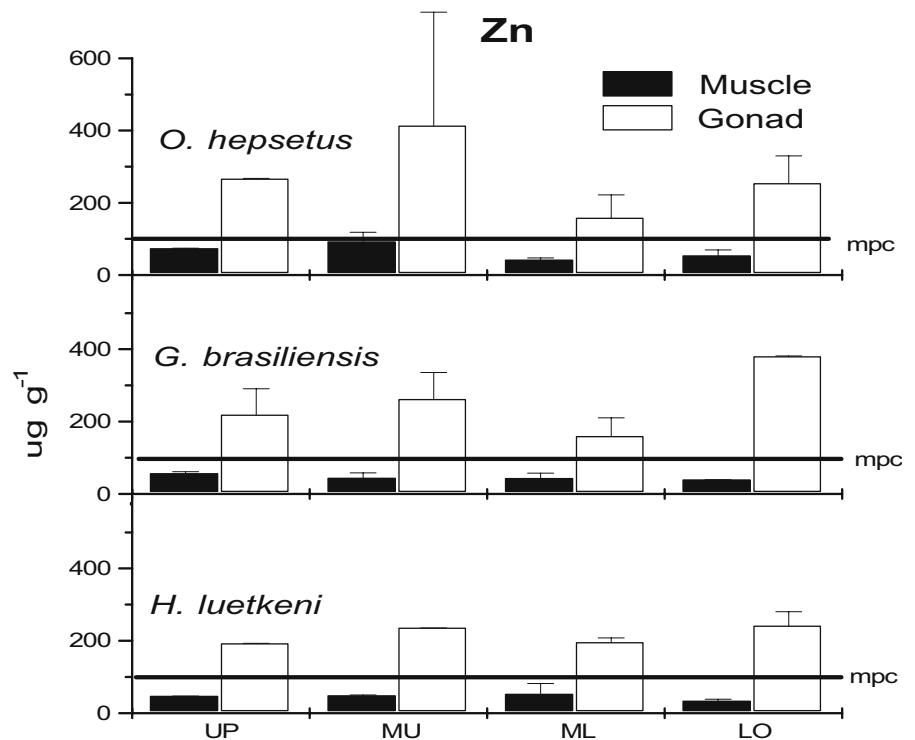 Zn
Muscle
Gonad
600
400
200
0
O. hepsetus
mpc
ug g-1
400
200
0
G. brasiliensis
mpc
400
200
0
H. luetkeni
mpc
UP MU ML LO